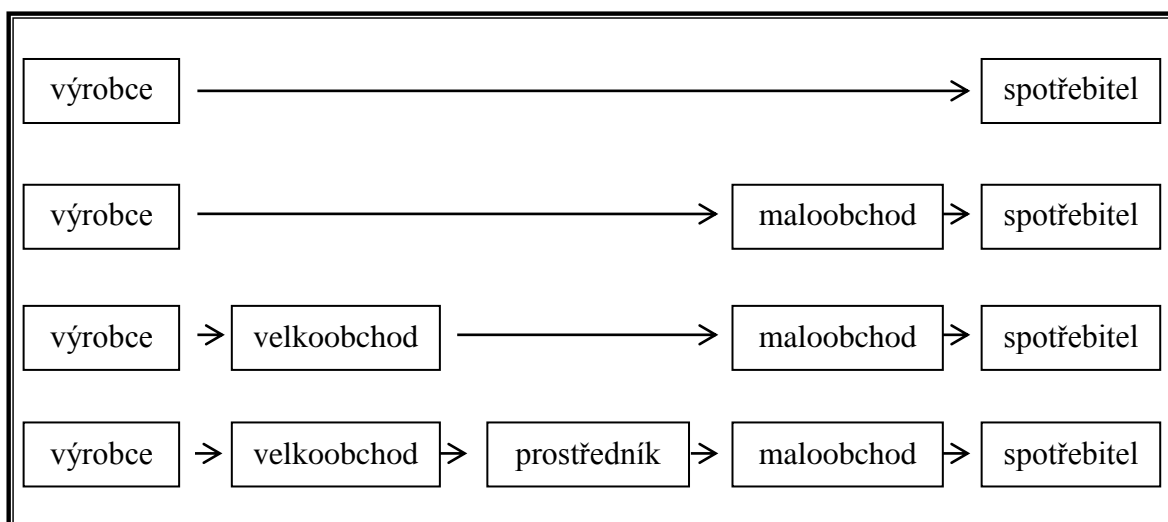 výrobce spotřebitel
výrobce maloobchod spotřebitel
výrobce velkoobchod maloobchod spotřebitel
výrobce velkoobchod prostředník maloobchod spotřebitel